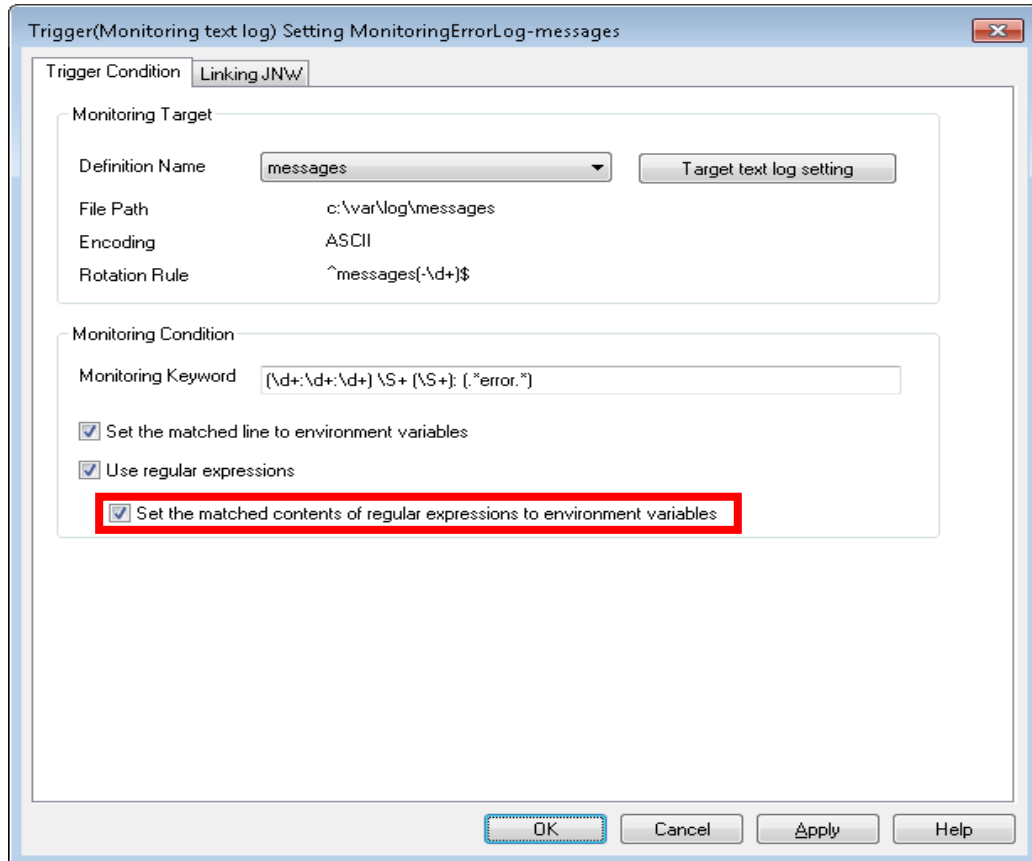 Trigger(Monitoring text log) Setting MonitoringErrorLog-messages
Trigger Condition
Linking JNW
Monitoring Target
Definition Name
messages
Target text log setting
File Path
c:\var\log\messages
Encoding
ASCII
Rotation Rule
^messages(-\d+)$
Monitoring Condition
Monitoring Keyword
(\d+:\d+:\d+) \S+ (\S+): (.*error.*)
Set the matched line to environment variables
Use regular expressions
Set the matched contents of regular expressions to environment variables
OK
Cancel
Apply
Help